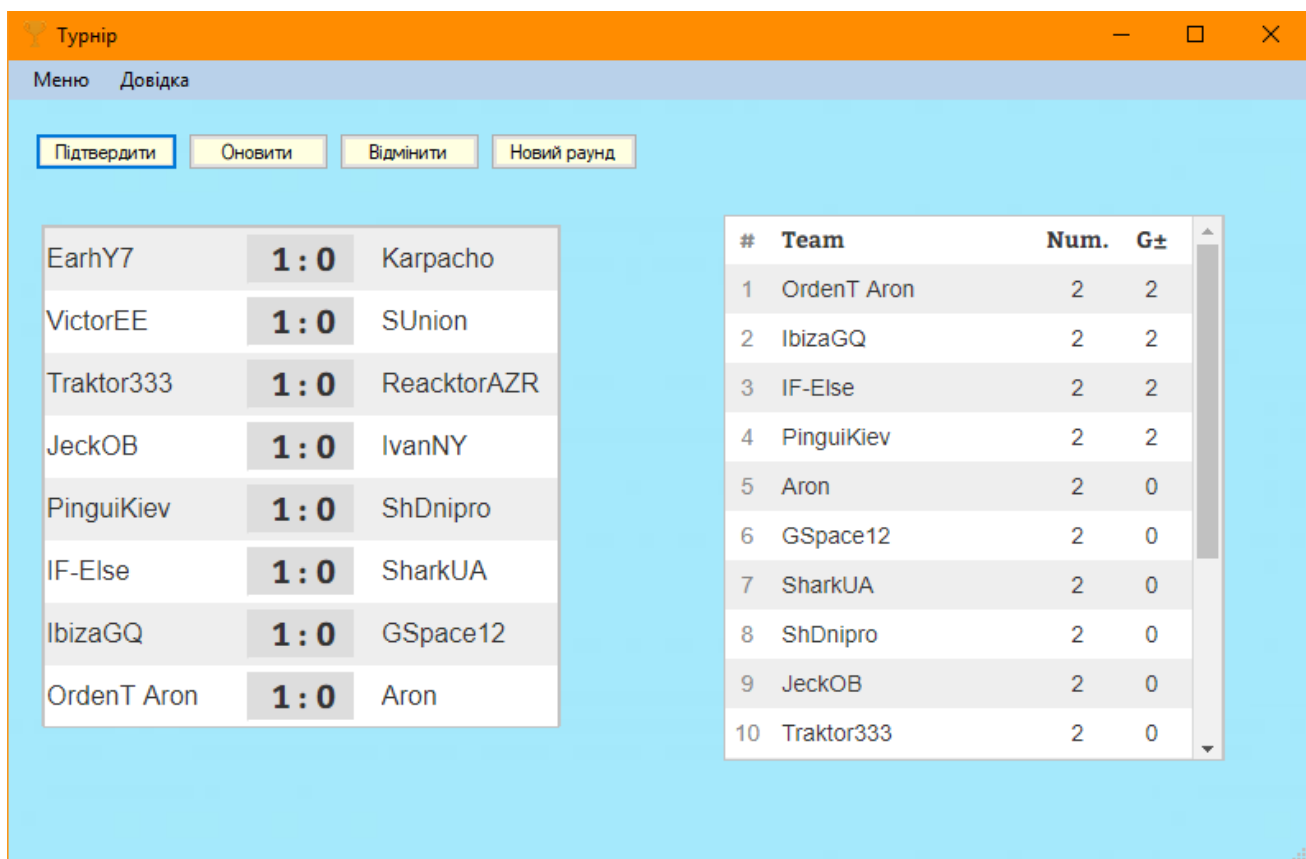 Турнір
Меню Довідка
Підтвердити Оновити Відмінити Новий раунд
EarhY7 1 : 0 Karpacho
VictorEE 1 : 0 SUnion
Traktor333 1 : 0 ReacktorAZR
JeckOB 1 : 0 IvanNY
PinguiKiev 1 : 0 ShDnipro
IF-Else 1 : 0 SharkUA
IbizaGQ 1 : 0 GSpace12
OrdenT Aron 1 : 0 Aron
# Team Num. G±
1 OrdenT Aron 2 2
2 IbizaGQ 2 2
3 IF-Else 2 2
4 PinguiKiev 2 2
5 Aron 2 0
6 GSpace12 2 0
7 SharkUA 2 0
8 ShDnipro 2 0
9 JeckOB 2 0
10 Traktor333 2 0